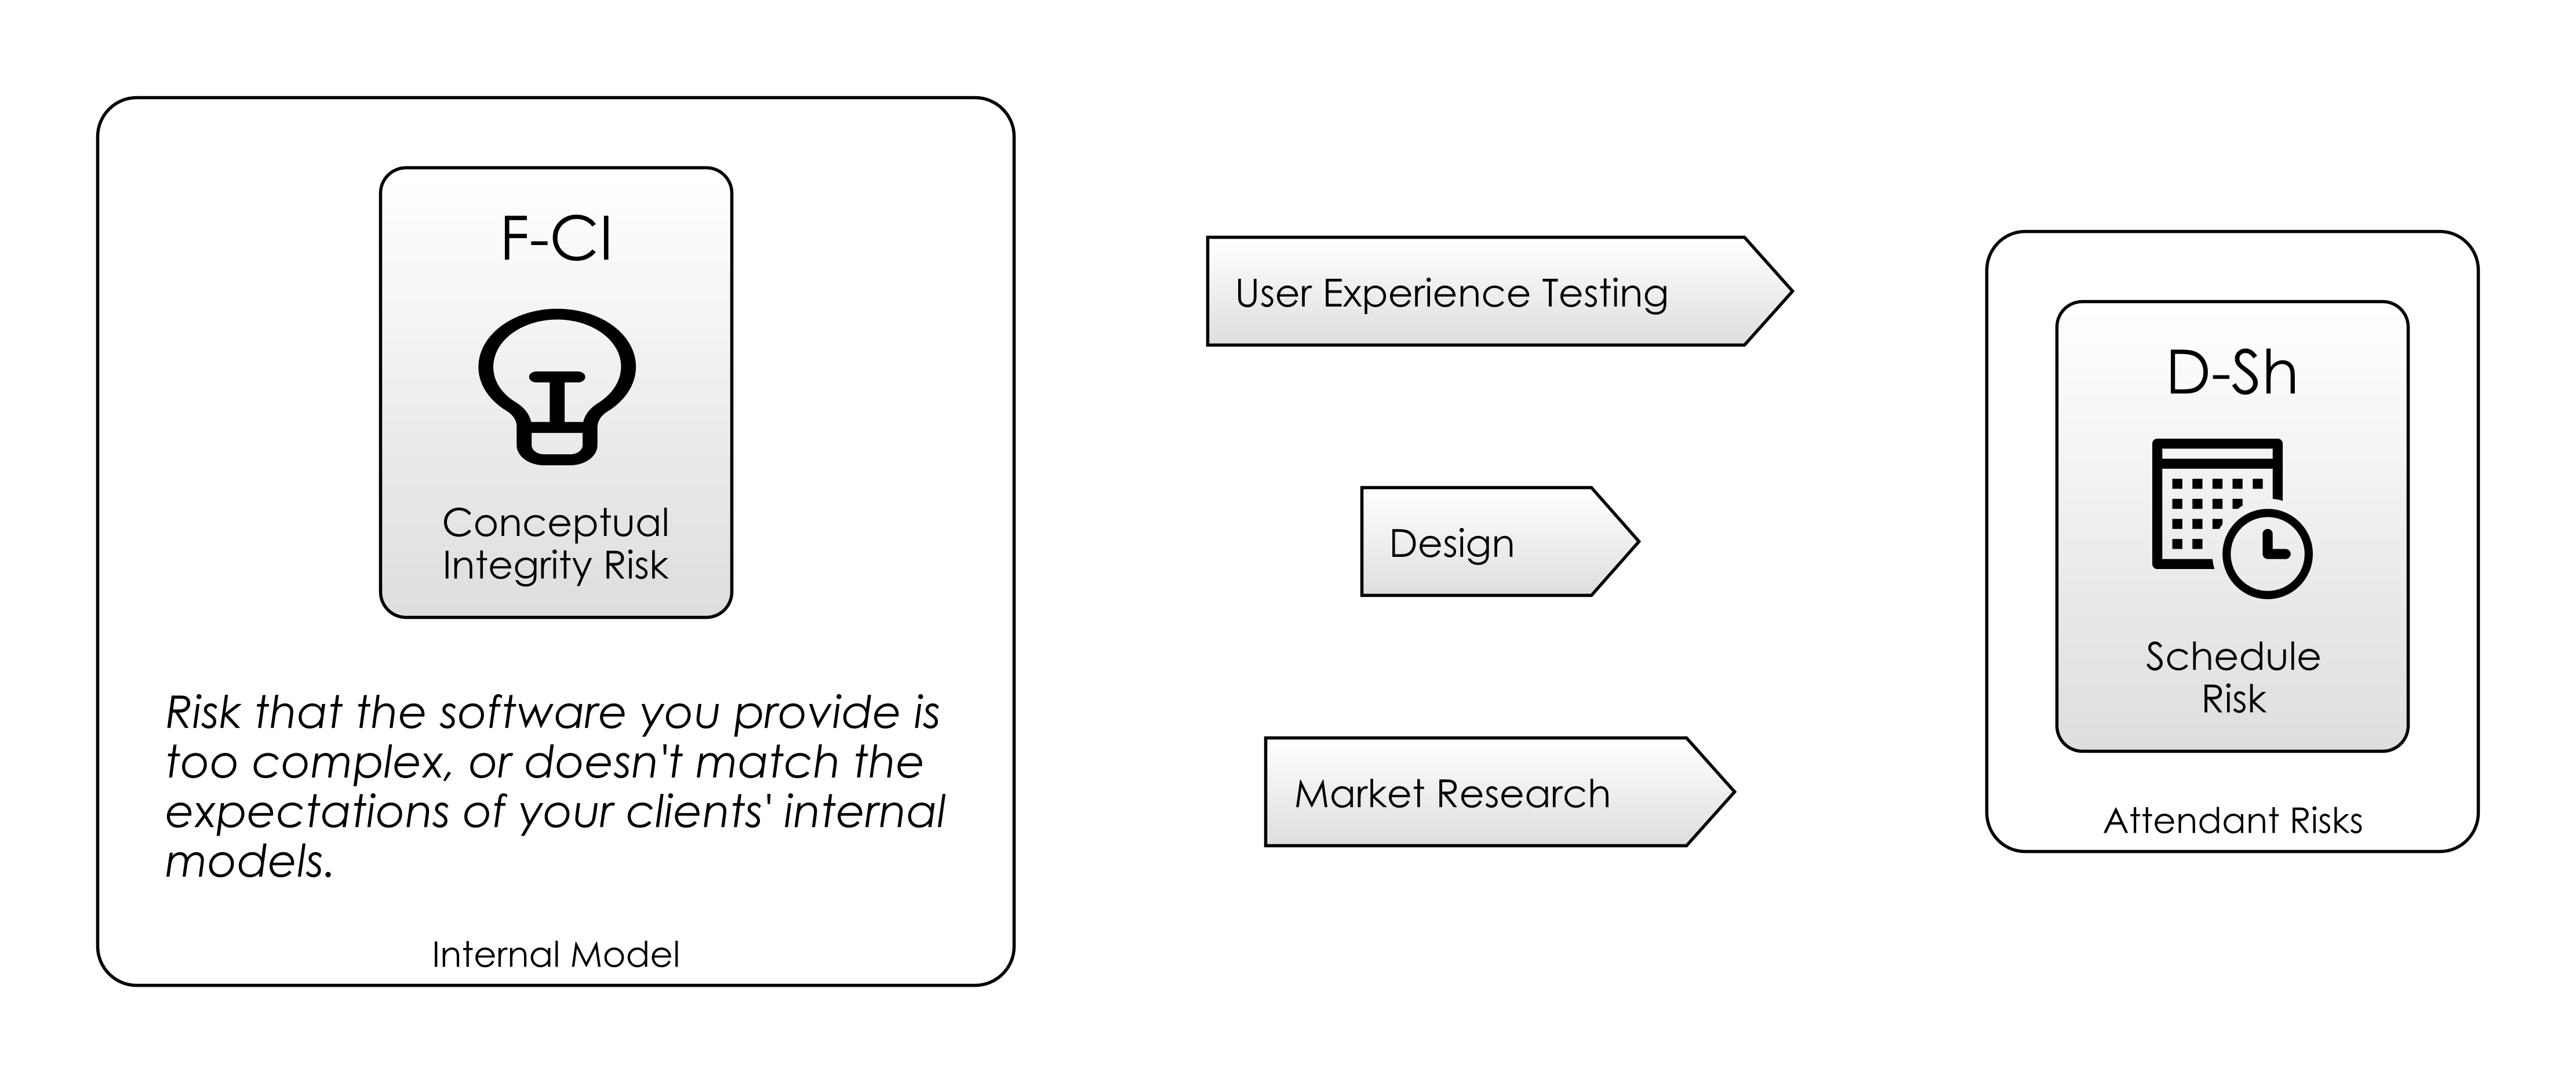 F-CI
Conceptual
Integrity Risk
Risk that the software you provide is
too complex, or doesn't match the
expectations of your clients' internal
models.
Internal Model
User Experience Testing
Design
Market Research
D-Sh
Schedule
Risk
Attendant Risks